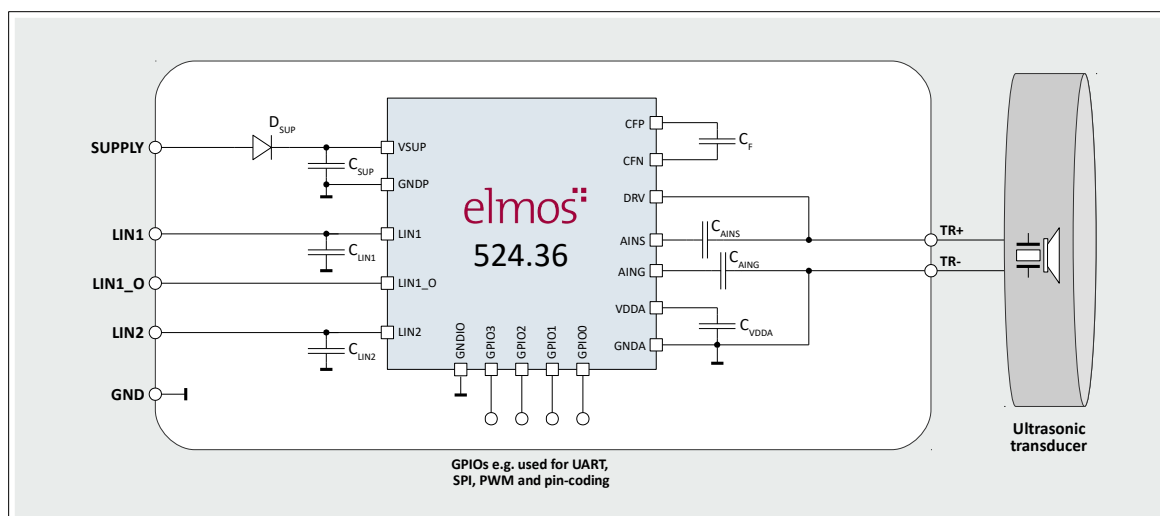 D_SUP
SUPPLY
VSUP
C_SUP
GNDP
LIN1
LIN1
C_LIN1
LIN1_O
LIN1_O
LIN2
LIN2
C_LIN2
GND
elmos
524.36
CFP
C_F
CFN
DRV
C_AINS
AINS
TR+
C_AING
AING
TR-
VDDA
C_VDDA
GNDA
GNDIO
GPIO3
GPIO2
GPIO1
GPIO0
GPIOs e.g. used for UART,
SPI, PWM and pin-coding
Ultrasonic
transducer